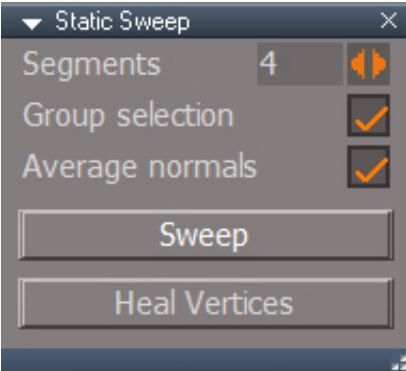 Static Sweep
Segments 4
Group selection
Average normals
Sweep
Heal Vertices